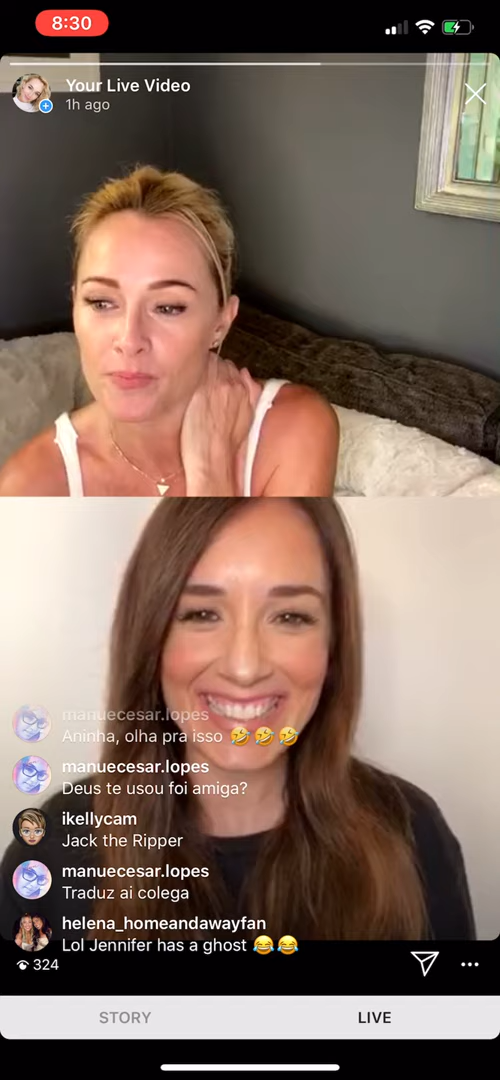 8:30
Your Live Video
1h ago
manuecesar.lopes
Aninha, olha pra isso 🤣🤣🤣
manuecesar.lopes
Deus te usou foi amiga?
ikellycam
Jack the Ripper
manuecesar.lopes
Traduz ai colega
helena_homeandawayfan
Lol Jennifer has a ghost 😂😂
324
STORY LIVE